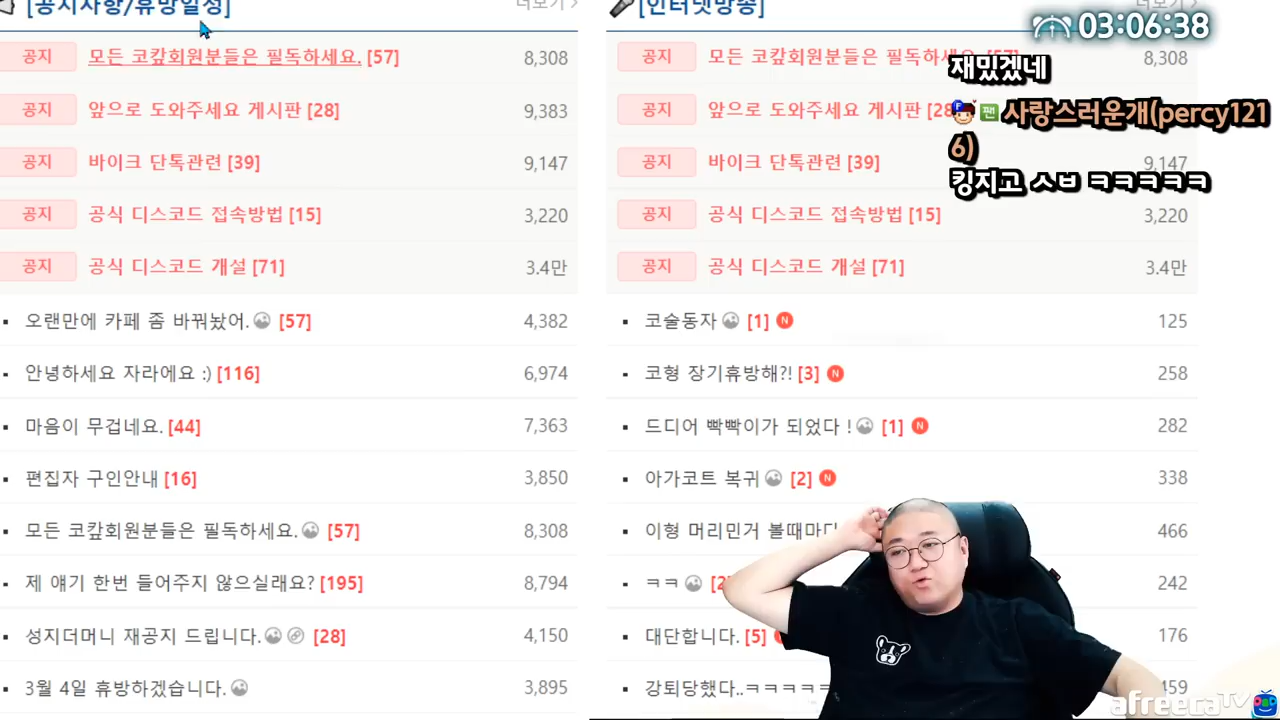 [공지사항/휴방일정]
더보기 >
공지 모든 코캎회원분들은 필독하세요. [57] 8,308
공지 앞으로 도와주세요 게시판 [28] 9,383
공지 바이크 단톡관련 [39] 9,147
공지 공식 디스코드 접속방법 [15] 3,220
공지 공식 디스코드 개설 [71] 3.4만
오랜만에 카페 좀 바꿔놨어. [57] 4,382
안녕하세요 자라에요 :) [116] 6,974
마음이 무겁네요. [44] 7,363
편집자 구인안내 [16] 3,850
모든 코캎회원분들은 필독하세요. [57] 8,308
제 얘기 한번 들어주지 않으실래요? [195] 8,794
성지더머니 재공지 드립니다. [28] 4,150
3월 4일 휴방하겠습니다. 3,895
[인터넷방송]
더보기 >
공지 모든 코캎회원분들은 필독하세요. [57] 8,308
공지 앞으로 도와주세요 게시판 [28
공지 바이크 단톡관련 [39] 9,147
공지 공식 디스코드 접속방법 [15] 3,220
공지 공식 디스코드 개설 [71] 3.4만
코술동자 [1] N 125
코형 장기휴방해?! [3] N 258
드디어 빡빡이가 되었다 ! [1] N 282
아가코트 복귀 [2] N 338
이형 머리민거 볼때마다 466
ㅋㅋ [2 242
대단합니다. [5] 176
강퇴당했다..ㅋㅋㅋㅋㅋ 459
03:06:38
재밌겠네
F 팬 사랑스러운개(percy121
6)
킹지고 ㅅㅂ ㅋㅋㅋㅋㅋㅋ
afreecaTV